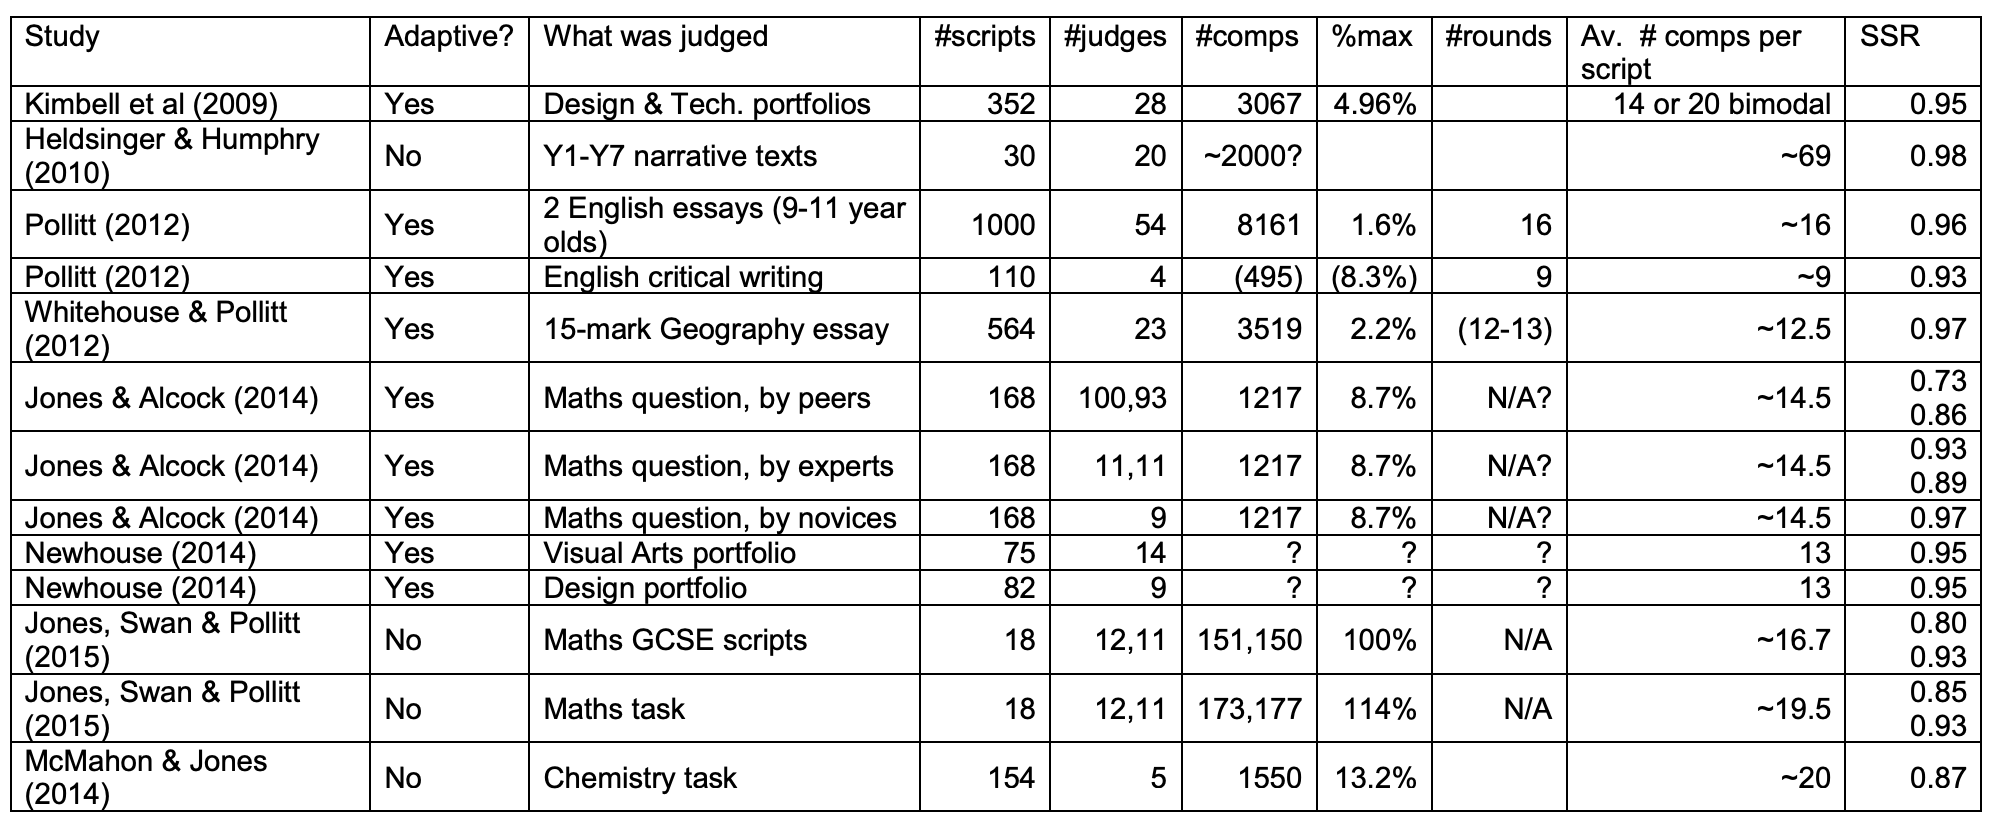 Study Adaptive? What was judged #scripts #judges #comps %max #rounds Av. # comps per script SSR
Kimbell et al (2009) Yes Design & Tech. portfolios 352 28 3067 4.96% 14 or 20 bimodal 0.95
Heldsinger & Humphry (2010) No Y1-Y7 narrative texts 30 20 ~2000? ~69 0.98
Pollitt (2012) Yes 2 English essays (9-11 year olds) 1000 54 8161 1.6% 16 ~16 0.96
Pollitt (2012) Yes English critical writing 110 4 (495) (8.3%) 9 ~9 0.93
Whitehouse & Pollitt (2012) Yes 15-mark Geography essay 564 23 3519 2.2% (12-13) ~12.5 0.97
Jones & Alcock (2014) Yes Maths question, by peers 168 100,93 1217 8.7% N/A? ~14.5 0.73 0.86
Jones & Alcock (2014) Yes Maths question, by experts 168 11,11 1217 8.7% N/A? ~14.5 0.93 0.89
Jones & Alcock (2014) Yes Maths question, by novices 168 9 1217 8.7% N/A? ~14.5 0.97
Newhouse (2014) Yes Visual Arts portfolio 75 14 ? ? ? 13 0.95
Newhouse (2014) Yes Design portfolio 82 9 ? ? ? 13 0.95
Jones, Swan & Pollitt (2015) No Maths GCSE scripts 18 12,11 151,150 100% N/A ~16.7 0.80 0.93
Jones, Swan & Pollitt (2015) No Maths task 18 12,11 173,177 114% N/A ~19.5 0.85 0.93
McMahon & Jones (2014) No Chemistry task 154 5 1550 13.2% ~20 0.87